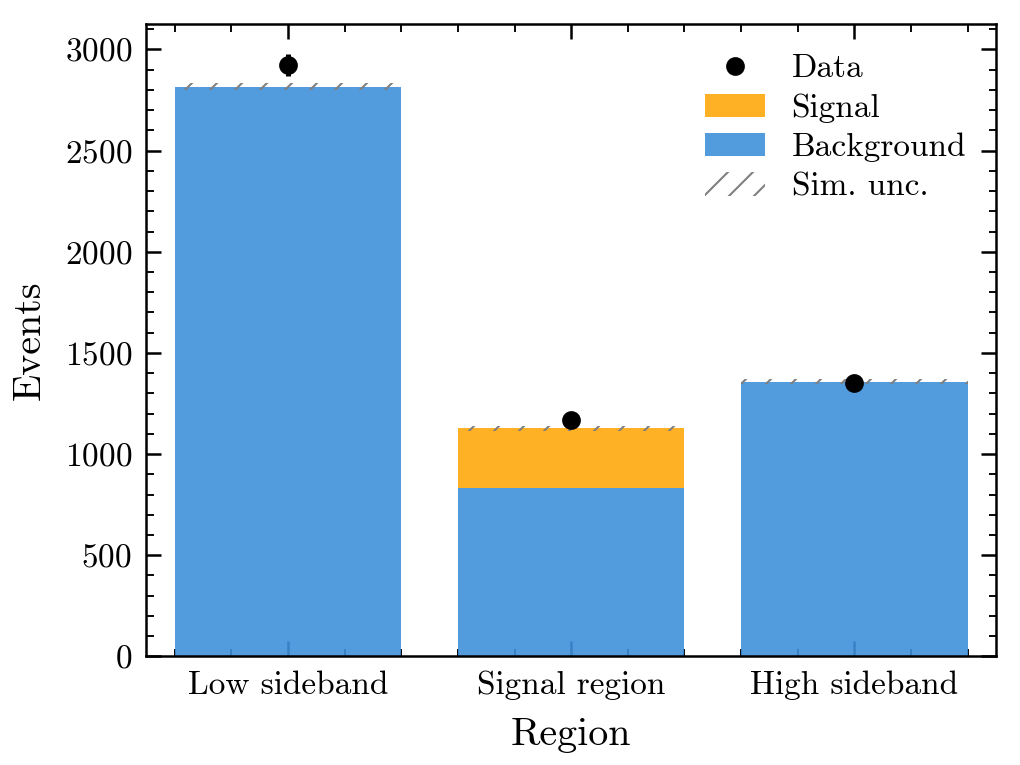 3000
2500
2000
1500
1000
500
0
Events
Data
Signal
Background
Sim. unc.
Low sideband
Signal region
High sideband
Region